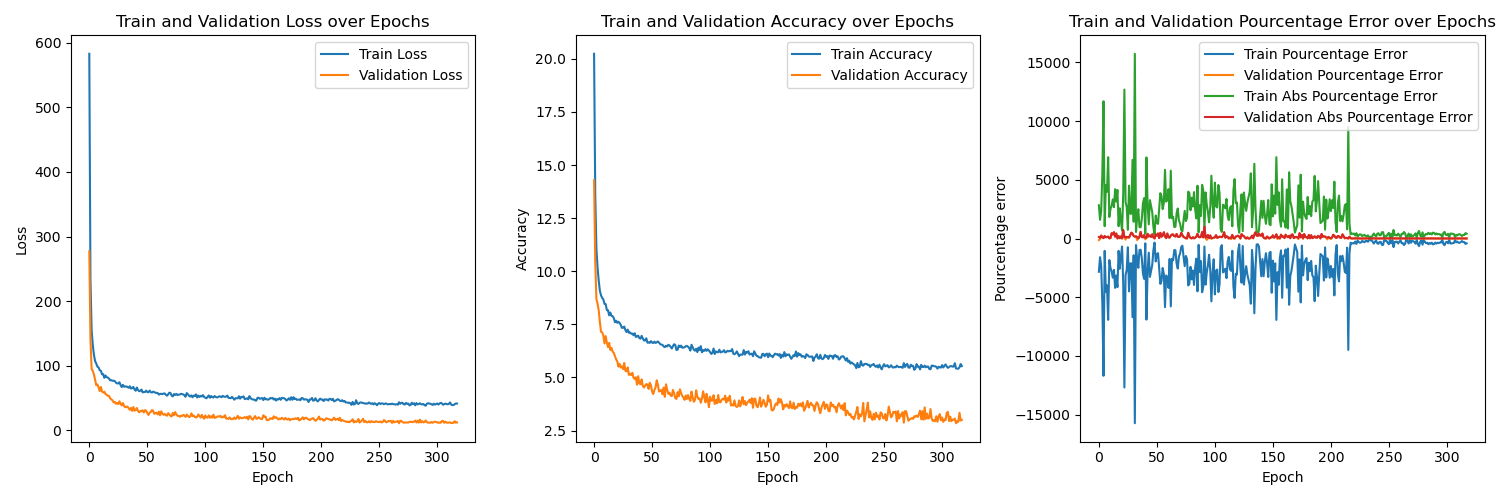 Train and Validation Loss over Epochs
Loss
600
500
400
300
200
100
0
Train Loss
Validation Loss
0 50 100 150 200 250 300
Epoch
Train and Validation Accuracy over Epochs
Accuracy
20.0
17.5
15.0
12.5
10.0
7.5
5.0
2.5
Train Accuracy
Validation Accuracy
0 50 100 150 200 250 300
Epoch
Train and Validation Pourcentage Error over Epochs
Pourcentage error
15000
10000
5000
0
−5000
−10000
−15000
Train Pourcentage Error
Validation Pourcentage Error
Train Abs Pourcentage Error
Validation Abs Pourcentage Error
0 50 100 150 200 250 300
Epoch